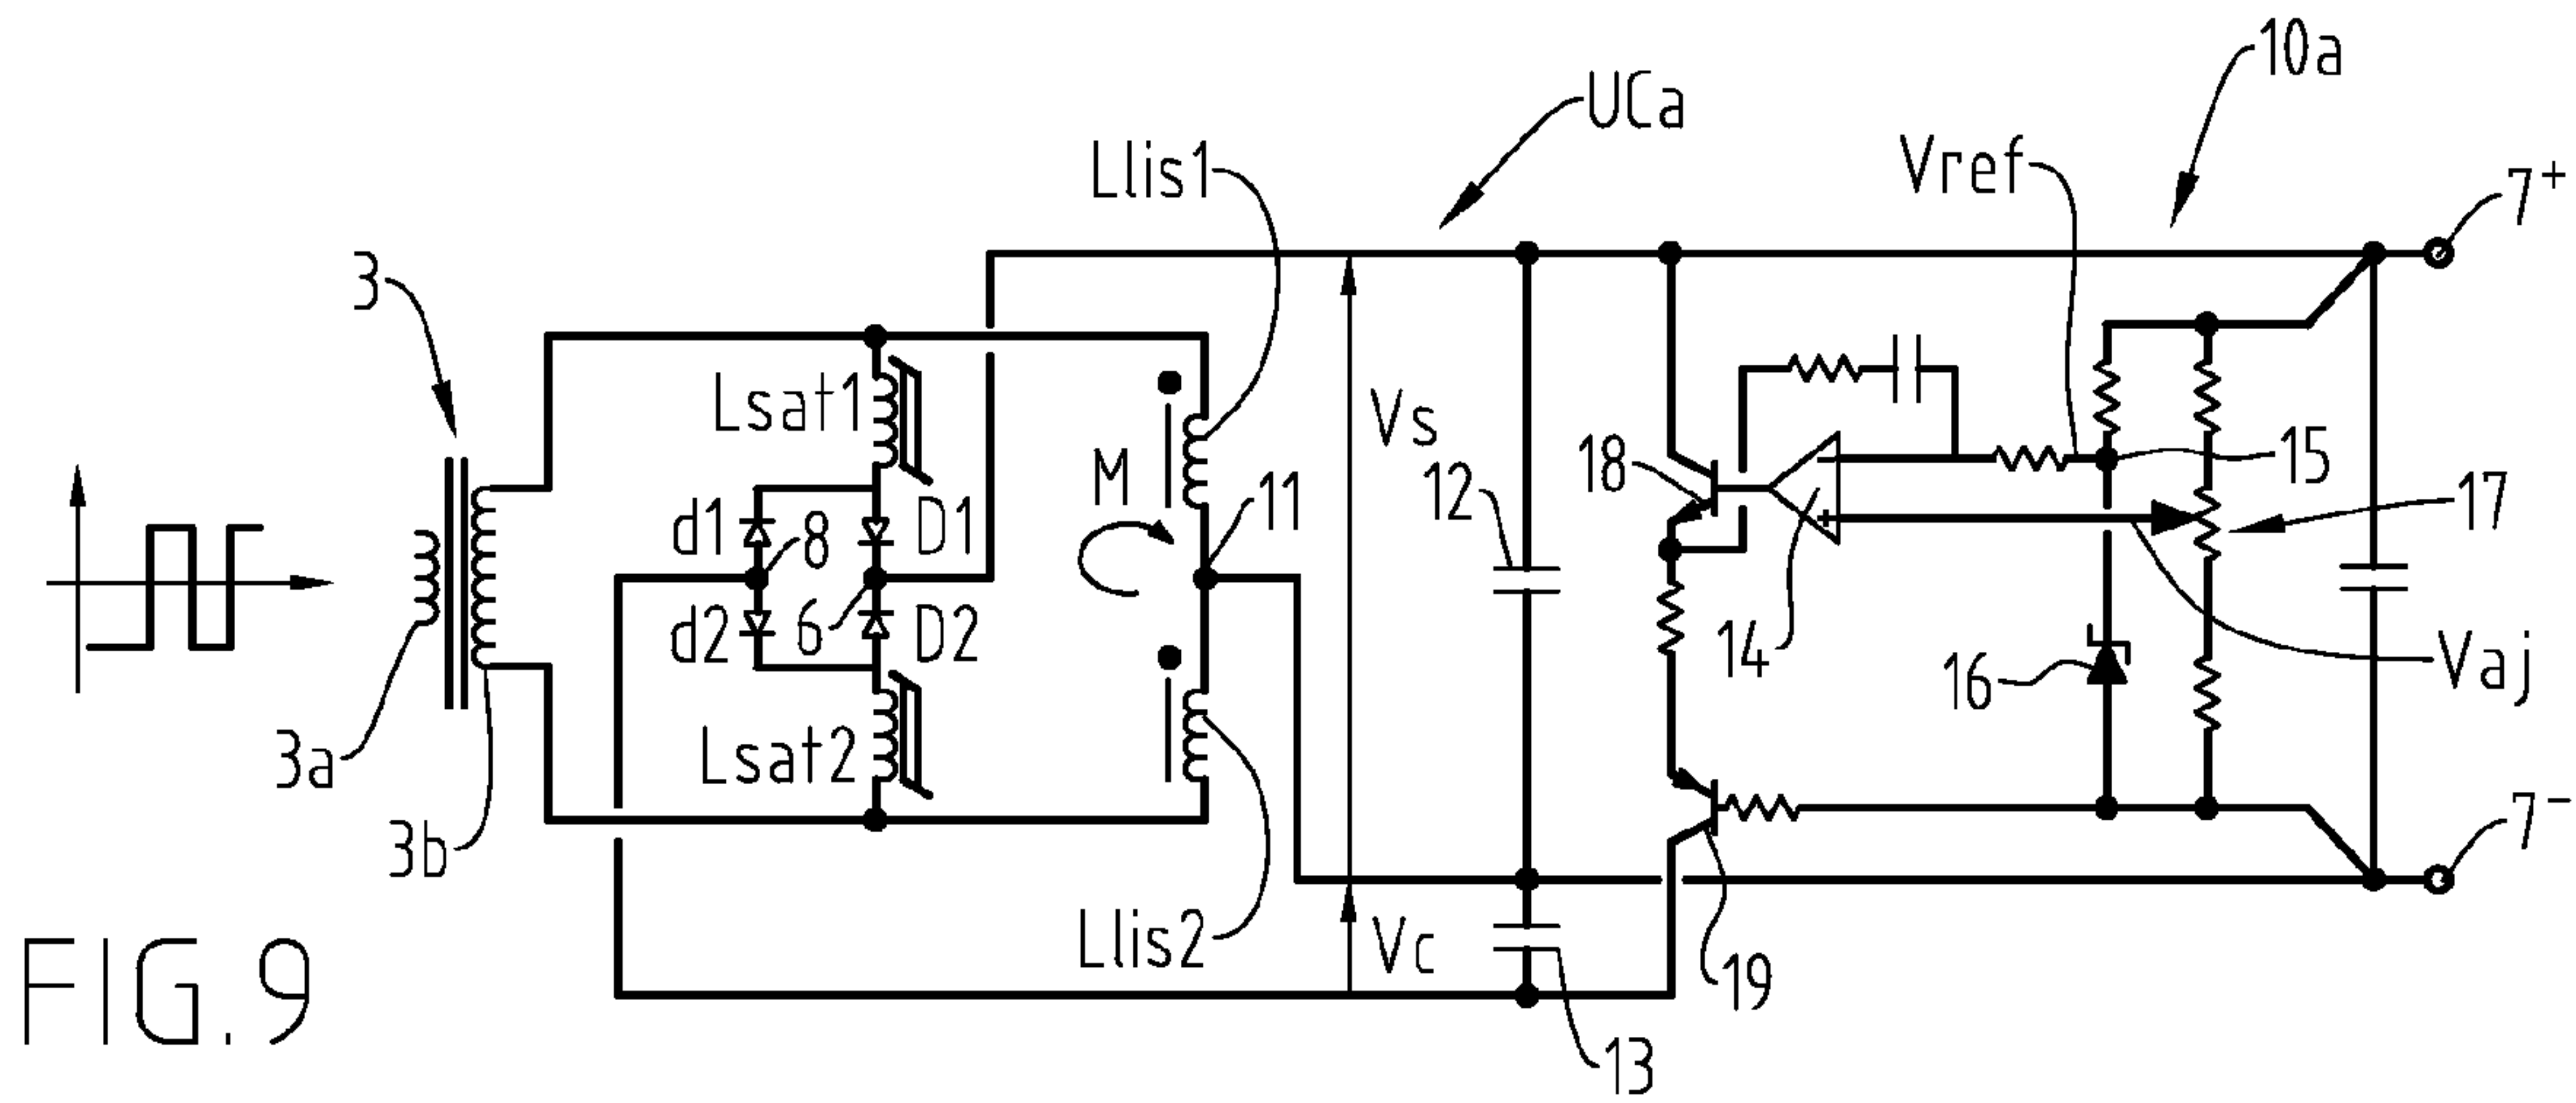 10a
UCa
Llis1
Vref
7+
3
Lsat1
M
Vs
12
18
15
17
11
d1
8
D1
d2
6
D2
14
16
Vaj
Lsat2
3a
3b
Llis2
Vc
19
7-
13
FIG.9
-
+